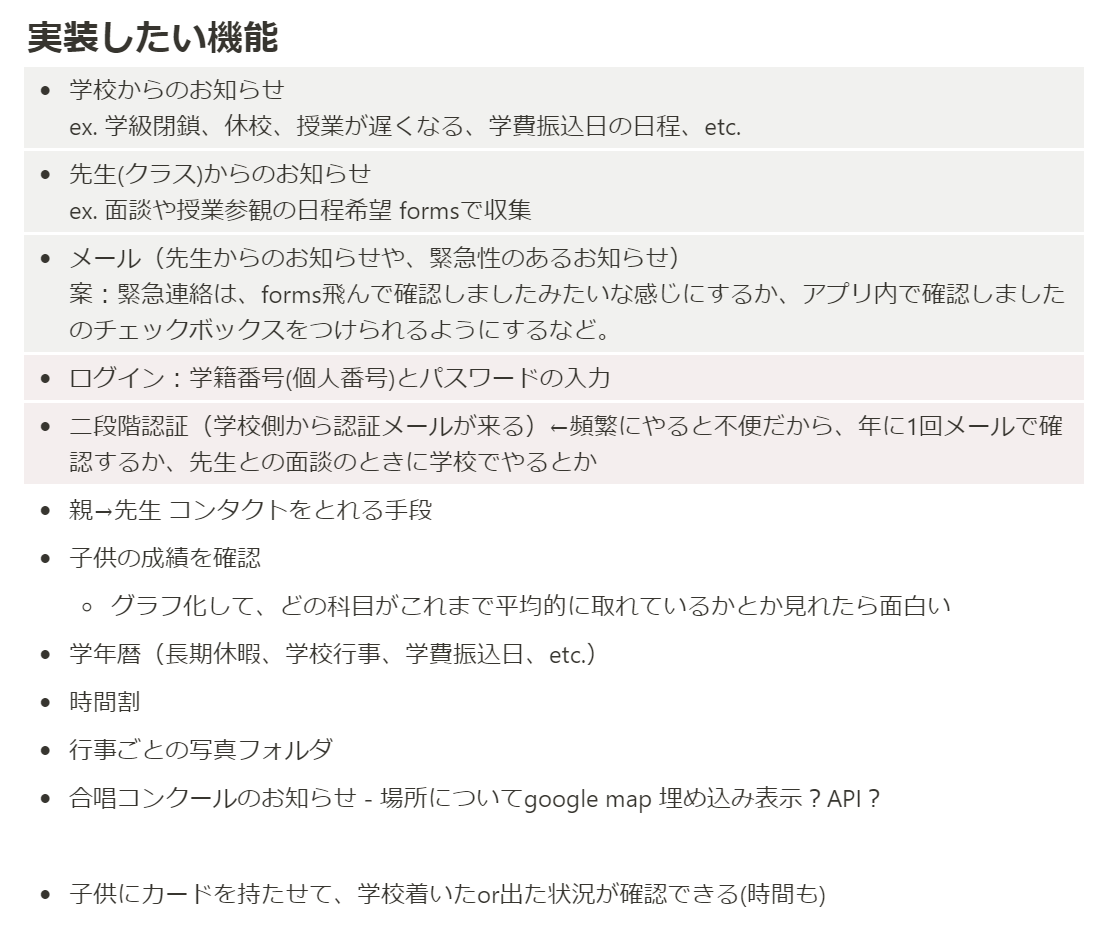 実装したい機能
• 学校からのお知らせ
ex. 学級閉鎖、休校、授業が遅くなる、学費振込日の日程、etc.
• 先生(クラス)からのお知らせ
ex. 面談や授業参観の日程希望 formsで収集
• メール（先生からのお知らせや、緊急性のあるお知らせ）
案：緊急連絡は、forms飛んで確認しましたみたいな感じにするか、アプリ内で確認しました
のチェックボックスをつけられるようにするなど。
• ログイン：学籍番号(個人番号)とパスワードの入力
• 二段階認証（学校側から認証メールが来る）←頻繁にやると不便だから、年に1回メールで確
認するか、先生との面談のときに学校でやるとか
• 親→先生 コンタクトをとれる手段
• 子供の成績を確認
◦ グラフ化して、どの科目がこれまで平均的に取れているかとか見れたら面白い
• 学年暦（長期休暇、学校行事、学費振込日、etc.）
• 時間割
• 行事ごとの写真フォルダ
• 合唱コンクールのお知らせ - 場所についてgoogle map 埋め込み表示？API？
• 子供にカードを持たせて、学校着いたor出た状況が確認できる(時間も)